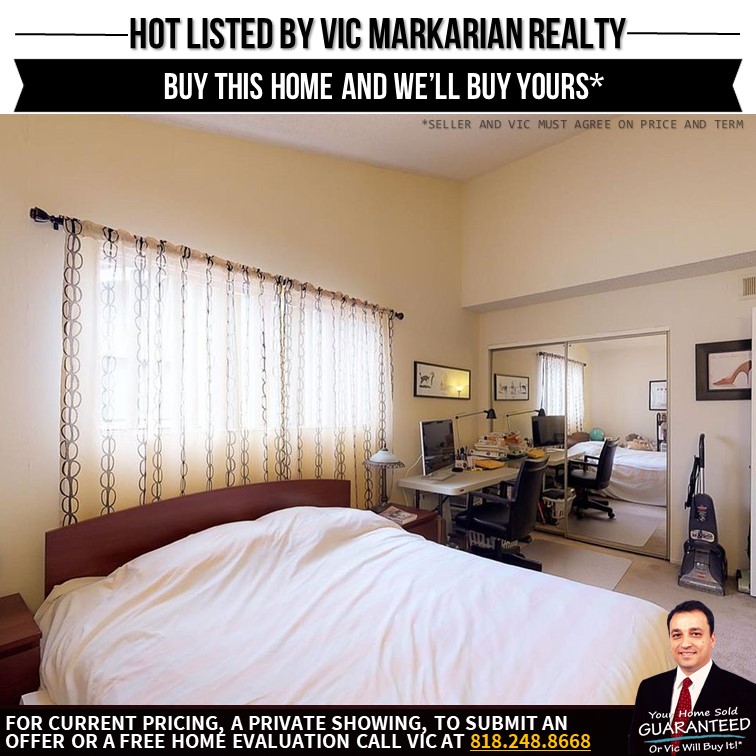 HOT LISTED BY VIC MARKARIAN REALTY
BUY THIS HOME AND WE'LL BUY YOURS*
*SELLER AND VIC MUST AGREE ON PRICE AND TERM
Your Home Sold
GUARANTEED
Or Vic Will Buy It!
FOR CURRENT PRICING, A PRIVATE SHOWING, TO SUBMIT AN
OFFER OR A FREE HOME EVALUATION CALL VIC AT 818.248.8668